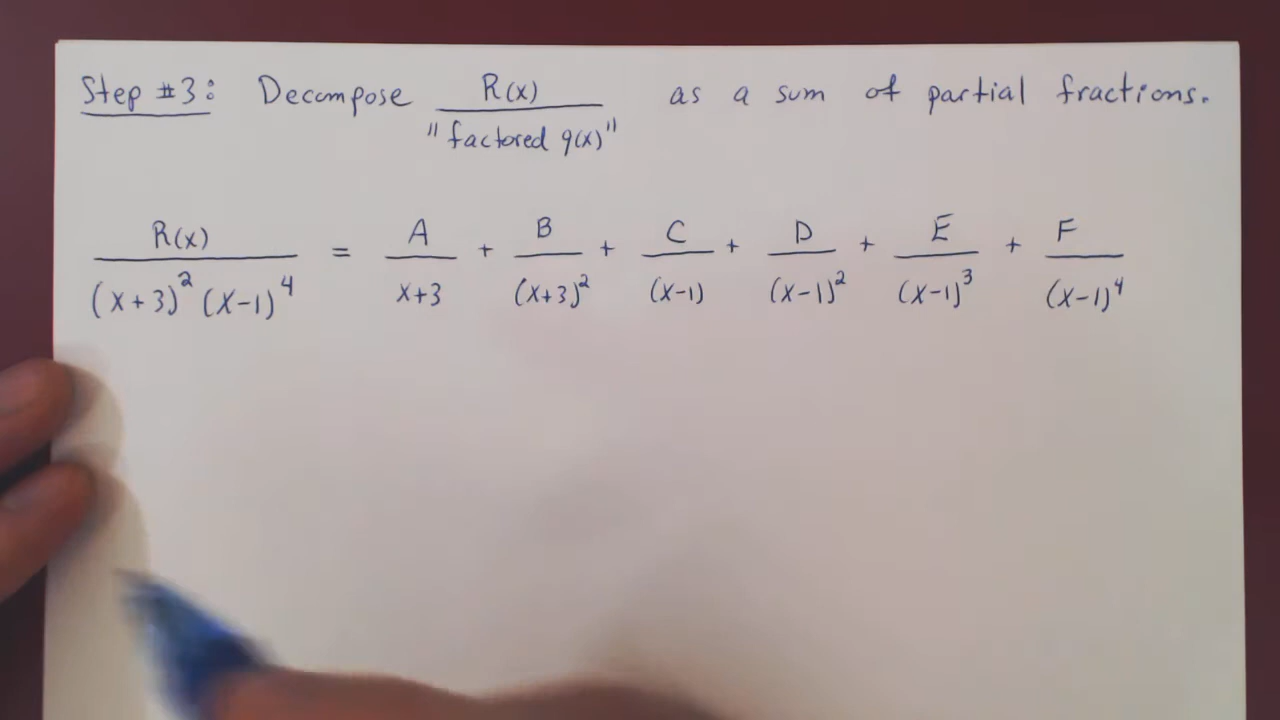 Step #3: Decompose R(x) / "factored q(x)" as a sum of partial fractions.
R(x) / (x+3)² (x-1)⁴ = A / x+3 + B / (x+3)² + C / (x-1) + D / (x-1)² + E / (x-1)³ + F / (x-1)⁴